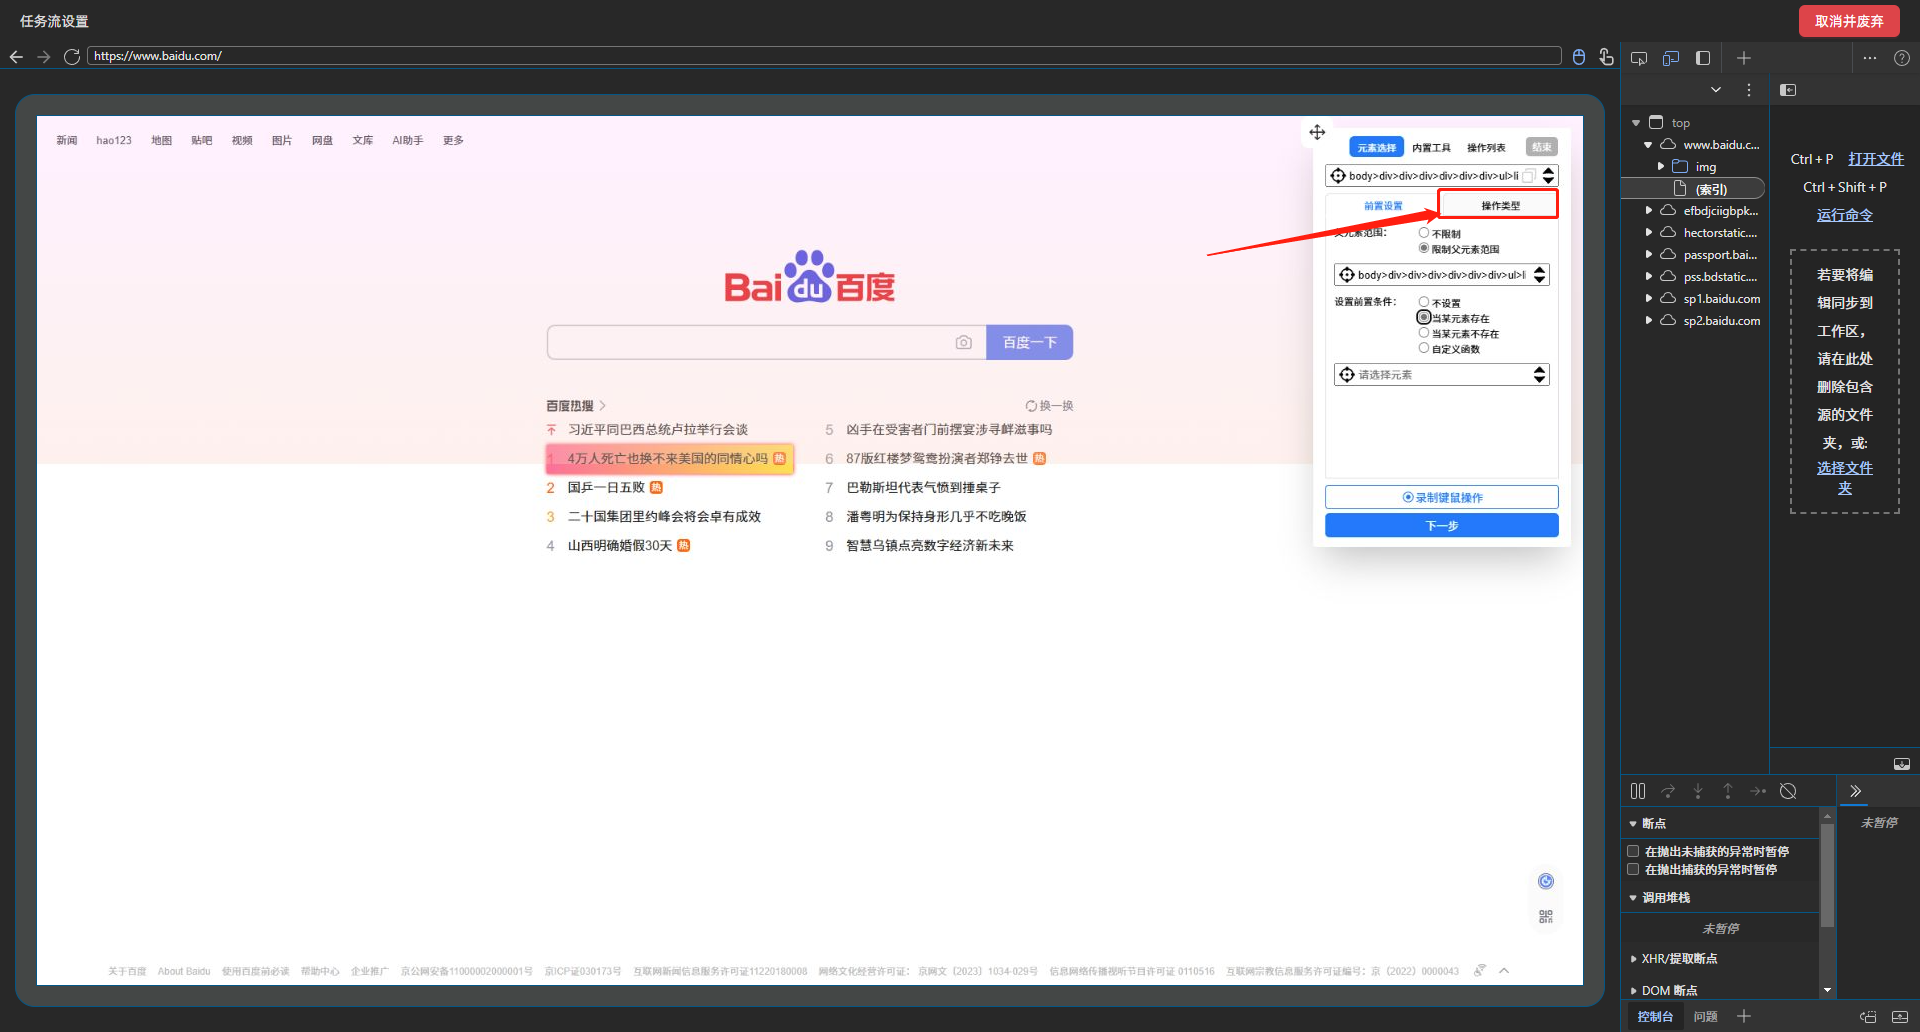 任务流设置
取消并废弃
https://www.baidu.com/
新闻 hao123 地图 贴吧 视频 图片 网盘 文库 AI助手 更多
元素选择 内置工具 操作列表 结束
body>div>div>div>div>div>div>ul>li
前置设置 操作类型
父元素范围: 不限制
限制父元素范围
body>div>div>div>div>div>div>ul>li
设置前置条件: 不设置
当某元素存在
当某元素不存在
自定义函数
请选择元素
录制键鼠操作
下一步
Bai du 百度
百度一下
百度热搜
换一换
习近平同巴西总统卢拉举行会谈
1 4万人死亡也换不来美国的同情心吗 热
2 国乒一日五败 热
3 二十国集团里约峰会将会卓有成效
4 山西明确婚假30天 热
5 凶手在受害者门前摆宴涉寻衅滋事吗
6 87版红楼梦鸳鸯扮演者郑铮去世 热
7 巴勒斯坦代表气愤到捶桌子
8 潘粤明为保持身形几乎不吃晚饭
9 智慧乌镇点亮数字经济新未来
关于百度 About Baidu 使用百度前必读 帮助中心 企业推广 京公网安备11000002000001号 京ICP证030173号 互联网新闻信息服务许可证11220180008 网络文化经营许可证: 京网文〔2023〕1034-029号 信息网络传播视听节目许可证 0110516 互联网宗教信息服务许可证编号: 京〔2022〕0000043
top
www.baidu.c...
img
(索引)
efbdjciigbpk...
hectorstatic....
passport.bai...
pss.bdstatic....
sp1.baidu.com
sp2.baidu.com
Ctrl + P 打开文件
Ctrl + Shift + P
运行命令
若要将编
辑同步到
工作区，
请在此处
删除包含
源的文件
夹，或:
选择文件
夹
断点
在抛出未捕获的异常时暂停
在抛出捕获的异常时暂停
调用堆栈
未暂停
XHR/提取断点
DOM 断点
未暂停
控制台 问题